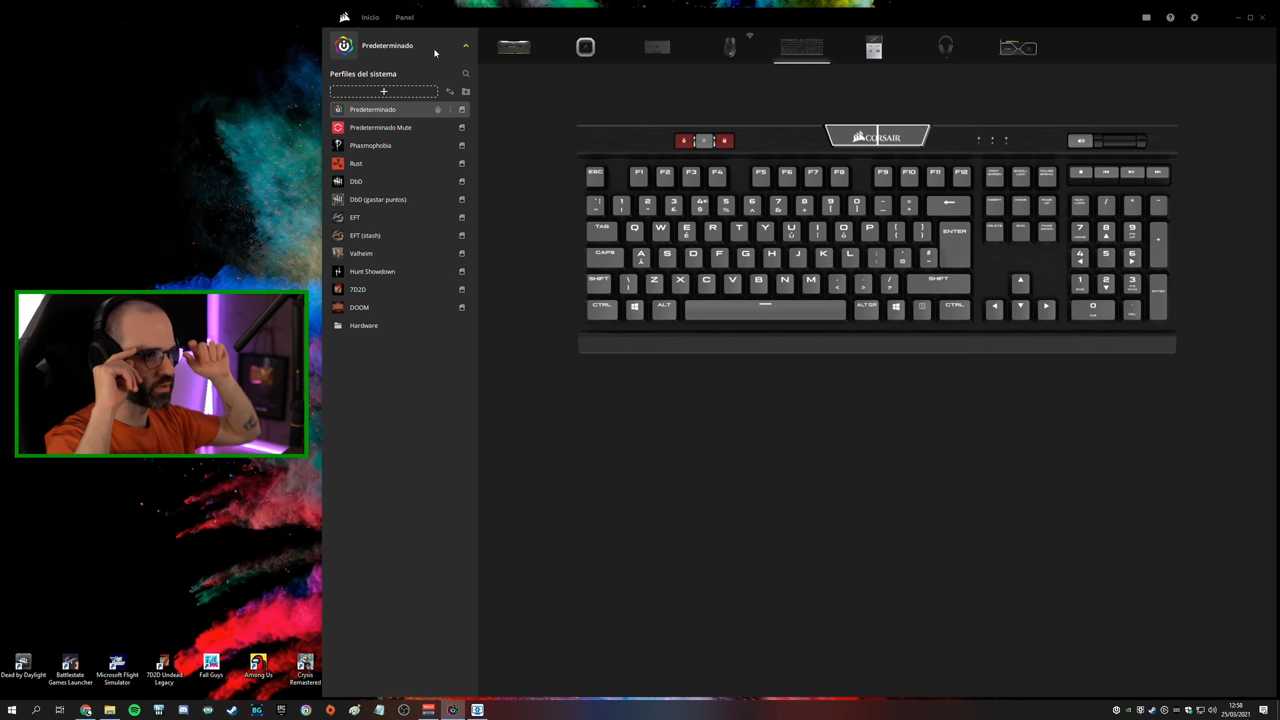 Inicio Panel
Predeterminado
Perfiles del sistema
Predeterminado
Predeterminado Mute
Phasmophobia
Rust
DbD
DbD (gastar puntos)
EFT
EFT (stash)
Valheim
Hunt Showdown
7D2D
DOOM
Hardware
CORSAIR
ESC F1 F2 F3 F4 F5 F6 F7 F8 F9 F10 F11 F12
TAB Q W E R T Y U I O P ENTER
CAPS A S D F G H J K L
SHIFT Z X C V B N M SHIFT
CTRL ALT ALT GR CTRL
Dead by Daylight
Battlestate Games Launcher
Microsoft Flight Simulator
7D2D Undead Legacy
Fall Guys
Among Us
Crysis Remastered
12:58
25/03/2021